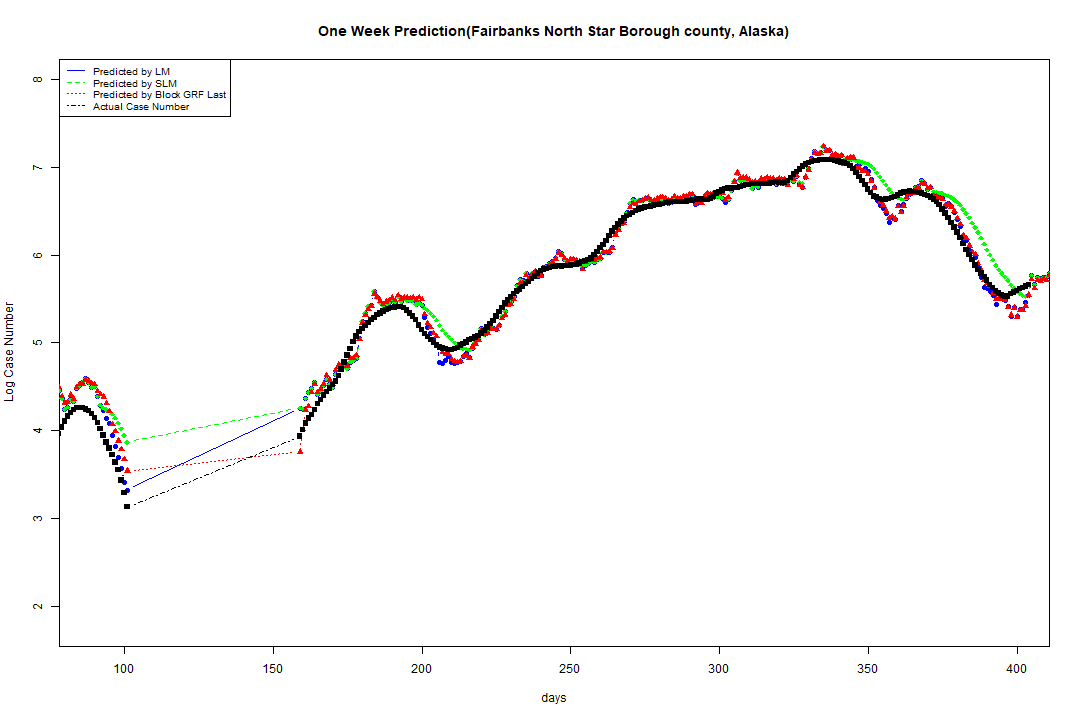 One Week Prediction(Fairbanks North Star Borough county, Alaska)
Predicted by LM
Predicted by SLM
Predicted by Block GRF Last
Actual Case Number
8
7
6
5
4
3
2
Log Case Number
100 150 200 250 300 350 400
days